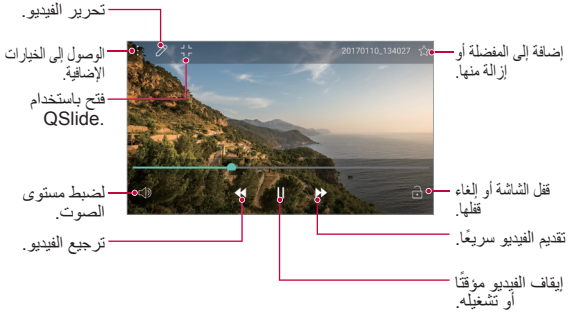 تحرير الفيديو.
الوصول إلى الخيارات
الإضافية.
فتح باستخدام
QSlide.
20170110_134027
إضافة إلى المفضلة أو
إزالة منها.
لضبط مستوى
الصوت.
قفل الشاشة أو إلغاء
قفلها.
ترجيع الفيديو.
تقديم الفيديو سريعًا.
إيقاف الفيديو مؤقتًا
أو تشغيله.